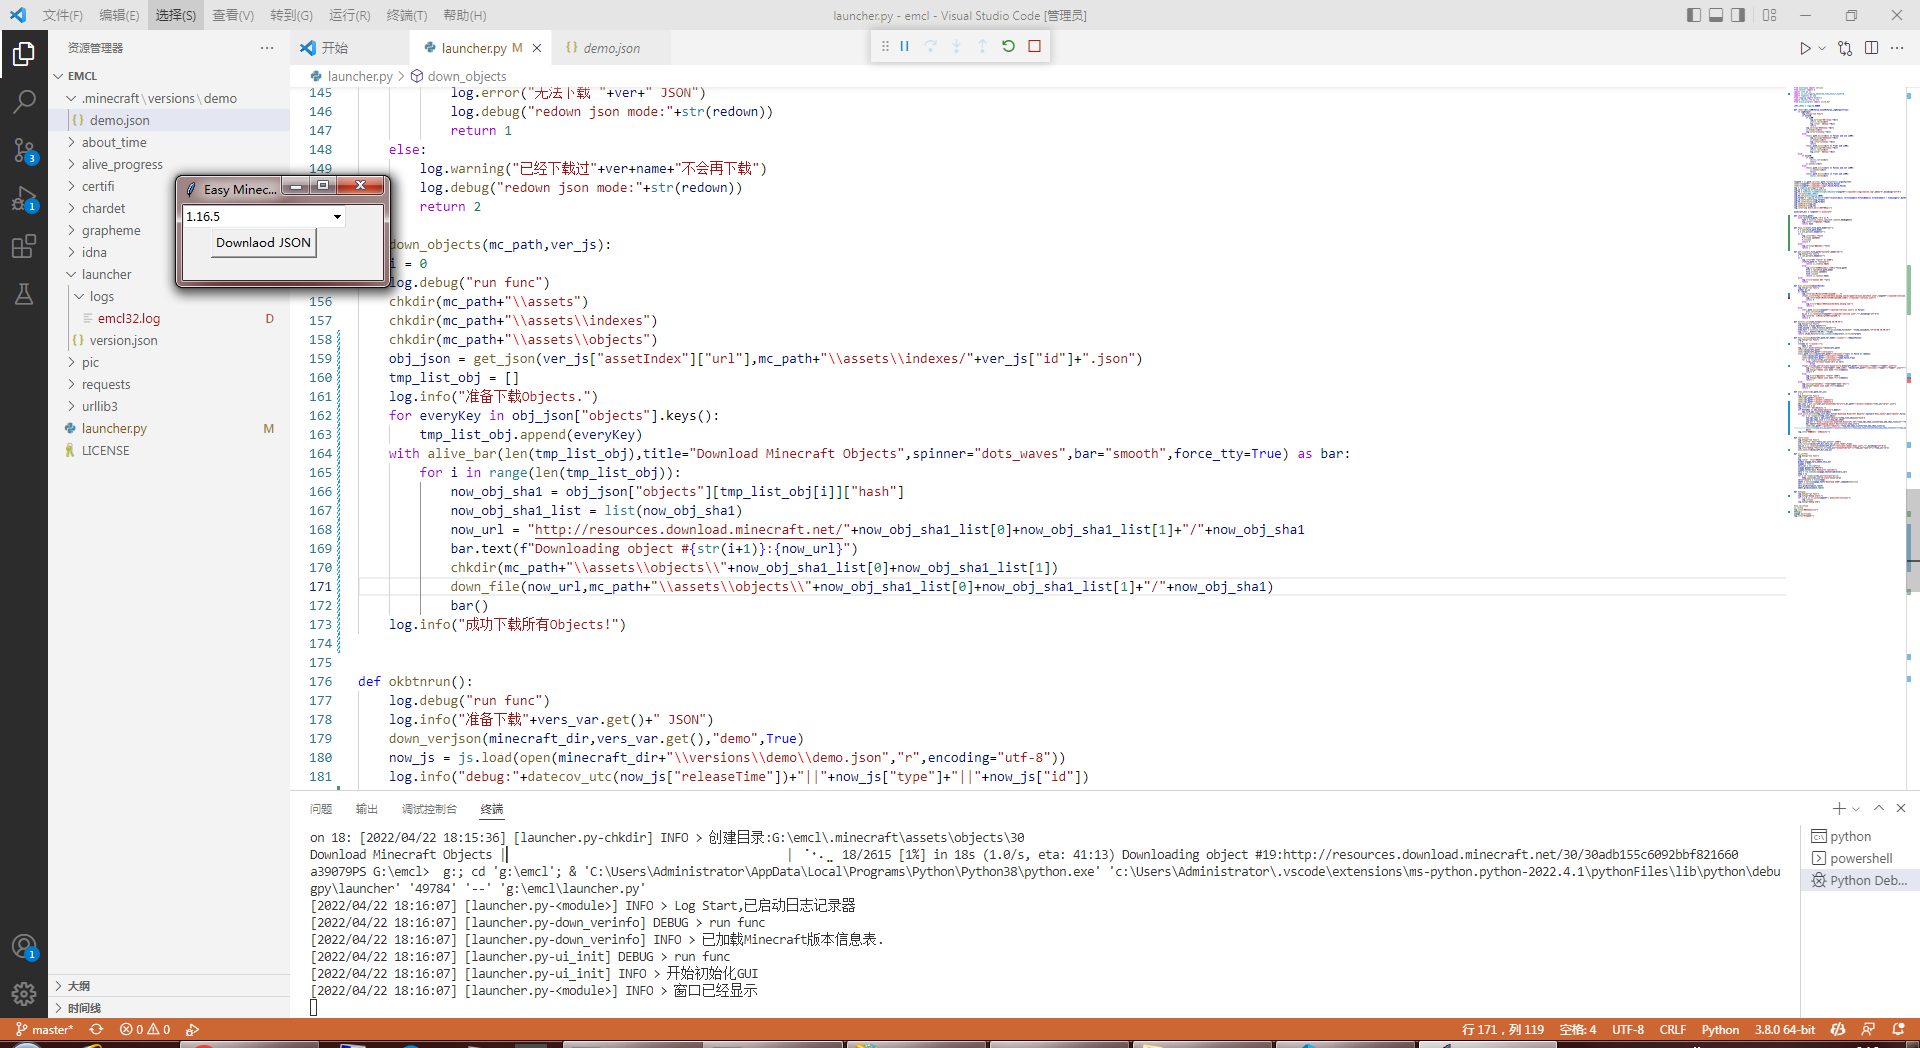 文件(F) 编辑(E) 选择(S) 查看(V) 转到(G) 运行(R) 终端(T) 帮助(H)
launcher.py - emcl - Visual Studio Code [管理员]
资源管理器
开始
launcher.py M
demo.json
EMCL
launcher.py > down_objects
.minecraft\versions\demo
demo.json
about_time
alive_progress
certifi
chardet
grapheme
idna
launcher
logs
emcl32.log D
version.json
pic
requests
urllib3
launcher.py M
LICENSE
大纲
时间线
3
1
1
Easy Minec...
1.16.5
Downlaod JSON
145 log.error("无法下载 "+ver+" JSON")
146 log.debug("redown json mode:"+str(redown))
147 return 1
148 else:
149 log.warning("已经下载过"+ver+name+"不会再下载")
log.debug("redown json mode:"+str(redown))
return 2
down_objects(mc_path,ver_js):
i = 0
log.debug("run func")
156 chkdir(mc_path+"\\assets")
157 chkdir(mc_path+"\\assets\\indexes")
158 chkdir(mc_path+"\\assets\\objects")
159 obj_json = get_json(ver_js["assetIndex"]["url"],mc_path+"\\assets\\indexes/"+ver_js["id"]+".json")
160 tmp_list_obj = []
161 log.info("准备下载Objects.")
162 for everyKey in obj_json["objects"].keys():
163 tmp_list_obj.append(everyKey)
164 with alive_bar(len(tmp_list_obj),title="Download Minecraft Objects",spinner="dots_waves",bar="smooth",force_tty=True) as bar:
165 for i in range(len(tmp_list_obj)):
166 now_obj_sha1 = obj_json["objects"][tmp_list_obj[i]]["hash"]
167 now_obj_sha1_list = list(now_obj_sha1)
168 now_url = "http://resources.download.minecraft.net/"+now_obj_sha1_list[0]+now_obj_sha1_list[1]+"/"+now_obj_sha1
169 bar.text(f"Downloading object #{str(i+1)}:{now_url}")
170 chkdir(mc_path+"\\assets\\objects\\"+now_obj_sha1_list[0]+now_obj_sha1_list[1])
171 down_file(now_url,mc_path+"\\assets\\objects\\"+now_obj_sha1_list[0]+now_obj_sha1_list[1]+"/"+now_obj_sha1)
172 bar()
173 log.info("成功下载所有Objects!")
174
175
176 def okbtnrun():
177 log.debug("run func")
178 log.info("准备下载"+vers_var.get()+" JSON")
179 down_verjson(minecraft_dir,vers_var.get(),"demo",True)
180 now_js = js.load(open(minecraft_dir+"\\versions\\demo\\demo.json","r",encoding="utf-8"))
181 log.info("debug:"+datecov_utc(now_js["releaseTime"])+"||"+now_js["type"]+"||"+now_js["id"])
问题 输出 调试控制台 终端
on 18: [2022/04/22 18:15:36] [launcher.py-chkdir] INFO > 创建目录:G:\emcl\.minecraft\assets\objects\30
Download Minecraft Objects | | 18/2615 [1%] in 18s (1.0/s, eta: 41:13) Downloading object #19:http://resources.download.minecraft.net/30/30adb155c6092bbf821660
a39079PS G:\emcl> g:; cd 'g:\emcl'; & 'C:\Users\Administrator\AppData\Local\Programs\Python\Python38\python.exe' 'c:\Users\Administrator\.vscode\extensions\ms-python.python-2022.4.1\pythonFiles\lib\python\debu
gpy\launcher' '49784' '--' 'g:\emcl\launcher.py'
[2022/04/22 18:16:07] [launcher.py-<module>] INFO > Log Start,已启动日志记录器
[2022/04/22 18:16:07] [launcher.py-down_verinfo] DEBUG > run func
[2022/04/22 18:16:07] [launcher.py-down_verinfo] INFO > 已加载Minecraft版本信息表.
[2022/04/22 18:16:07] [launcher.py-ui_init] DEBUG > run func
[2022/04/22 18:16:07] [launcher.py-ui_init] INFO > 开始初始化GUI
[2022/04/22 18:16:07] [launcher.py-<module>] INFO > 窗口已经显示
python
powershell
Python Deb...
1
master* 0 0
行 171，列 119 空格: 4 UTF-8 CRLF Python 3.8.0 64-bit